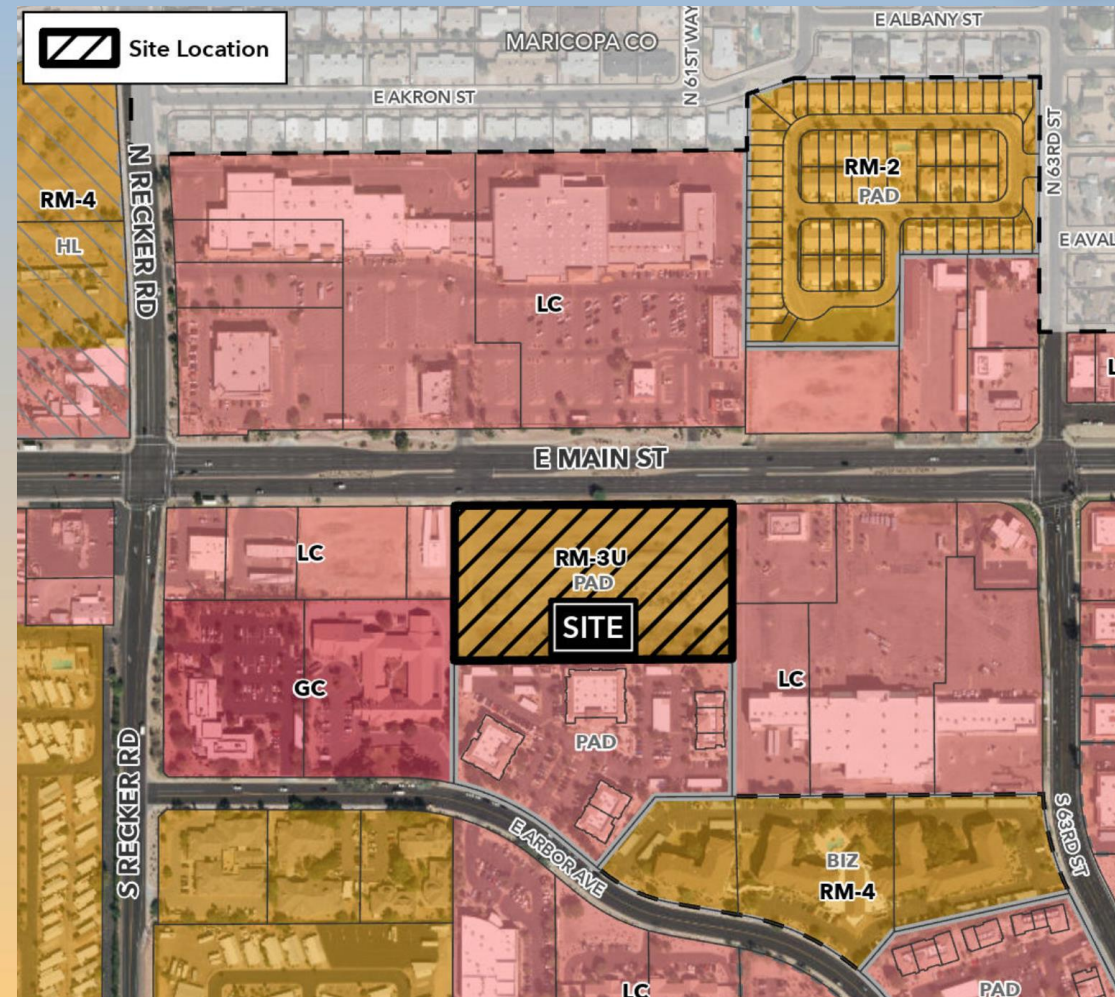 Site Location
E ALBANY ST
MARICOPA CO
N 61ST WAY
E AKRON ST
N 63RD ST
RM-2
PAD
RM-4
HL
N RECKER RD
E AVAL
LC
L
E MAIN ST
LC
RM-3U
PAD
SITE
LC
GC
PAD
S RECKER RD
E ARBOR AVE
BIZ
RM-4
S 63RD ST
LC
PAD